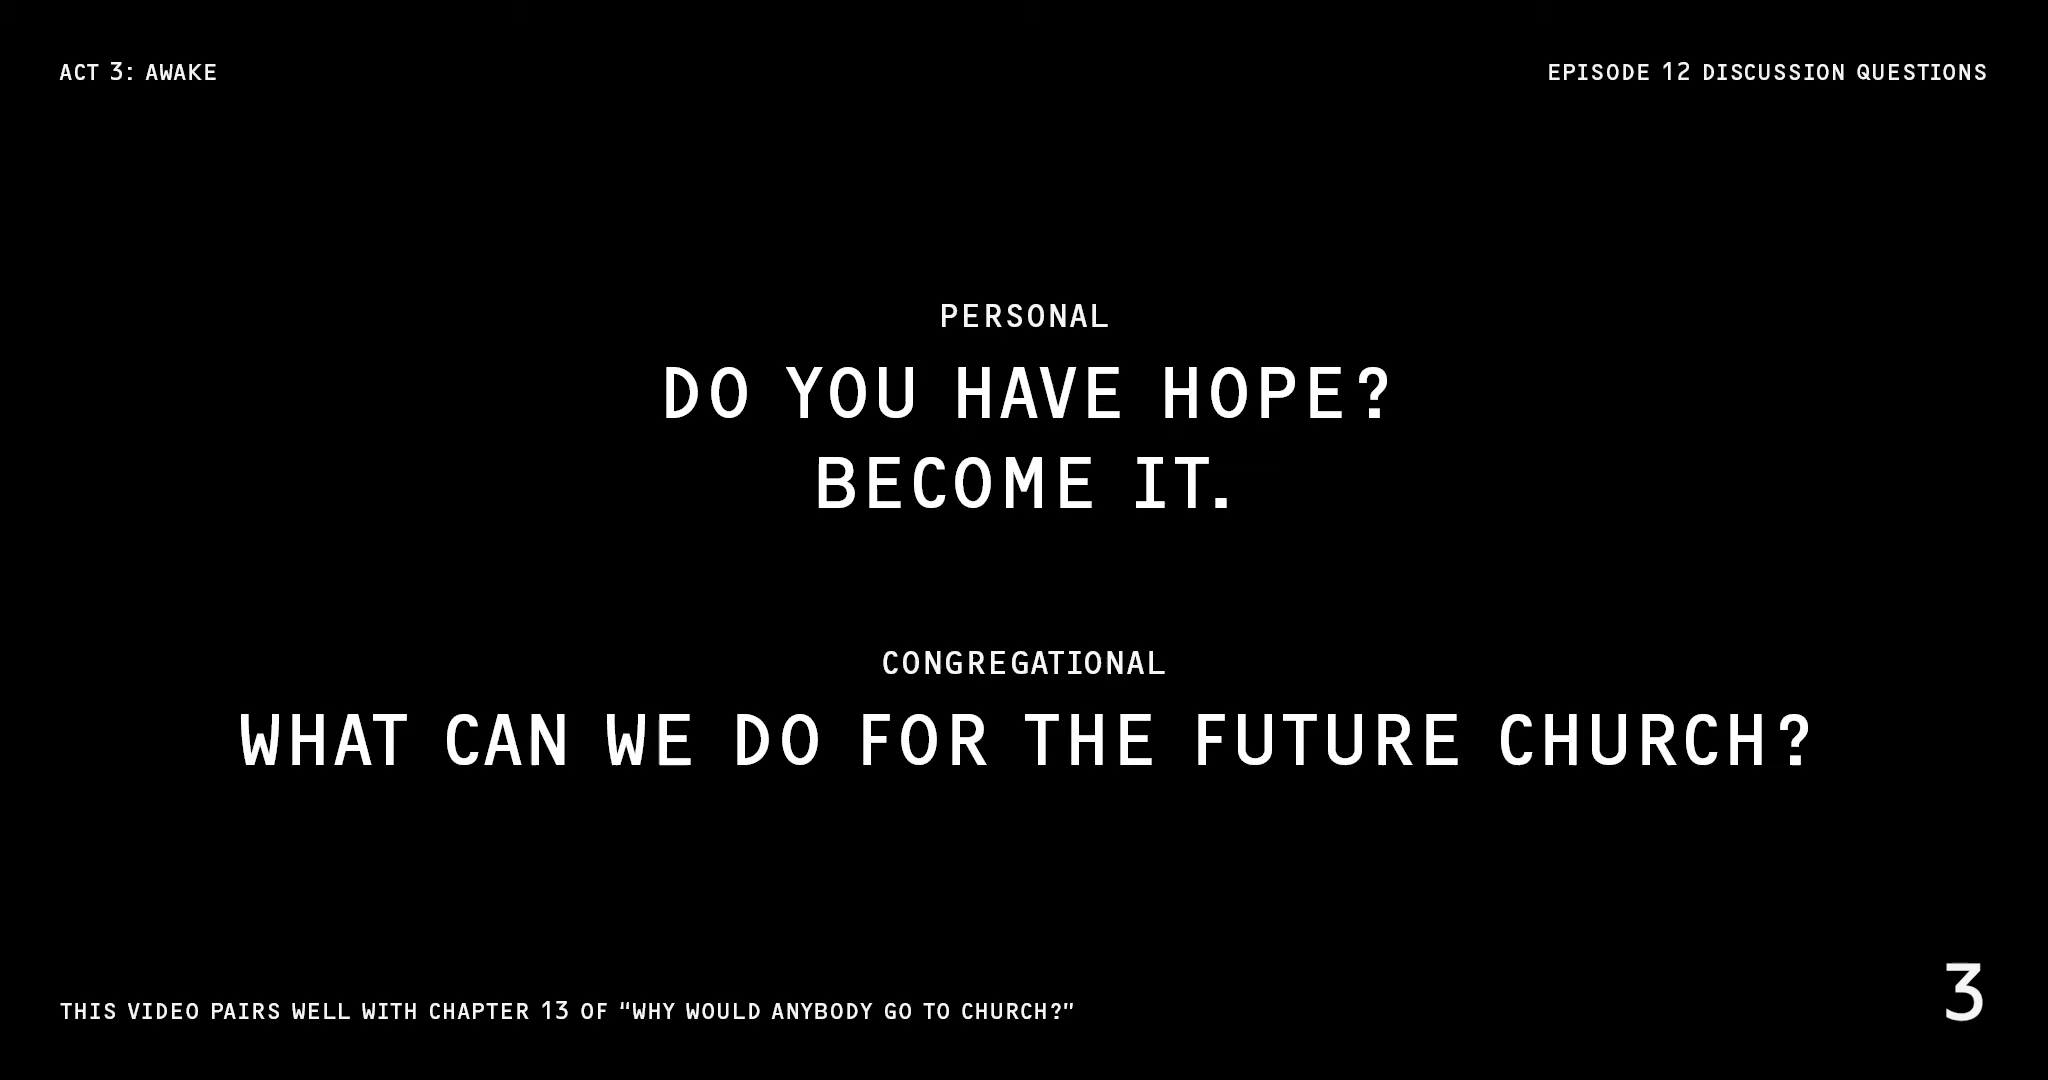 ACT 3: AWAKE
EPISODE 12 DISCUSSION QUESTIONS
PERSONAL
DO YOU HAVE HOPE?
BECOME IT.
CONGREGATIONAL
WHAT CAN WE DO FOR THE FUTURE CHURCH?
THIS VIDEO PAIRS WELL WITH CHAPTER 13 OF “WHY WOULD ANYBODY GO TO CHURCH?”
3